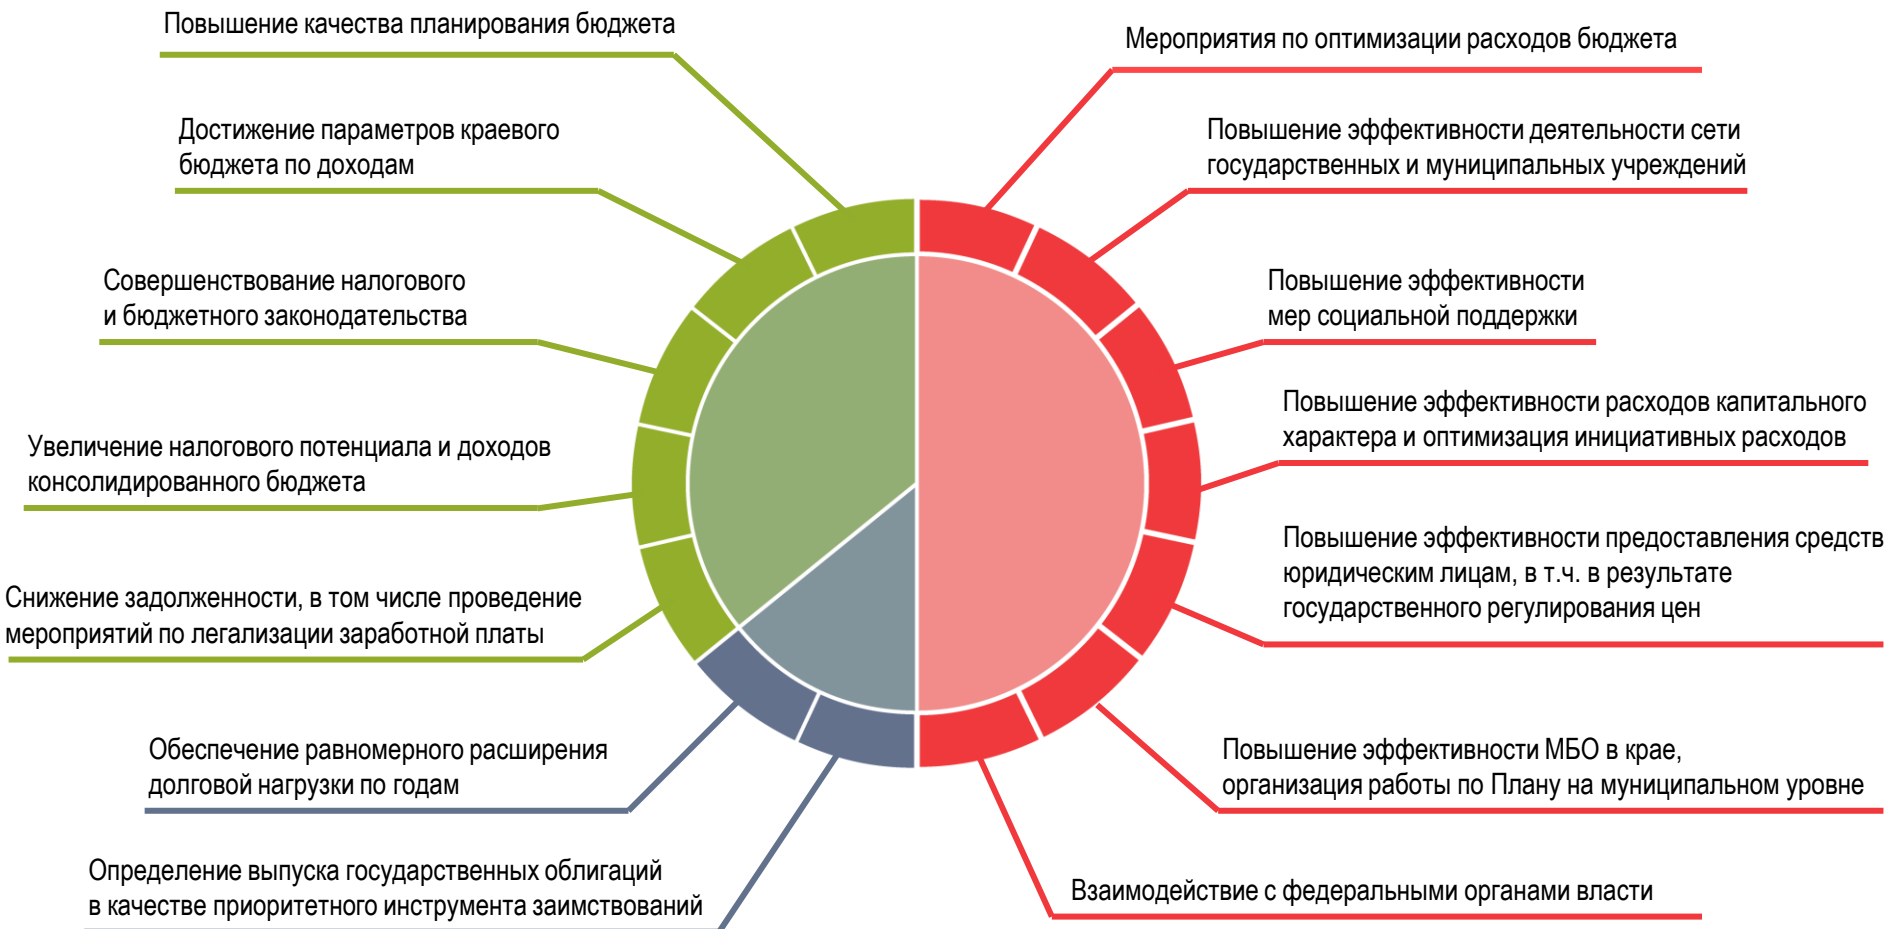 Повышение качества планирования бюджета
Достижение параметров краевого
бюджета по доходам
Совершенствование налогового
и бюджетного законодательства
Увеличение налогового потенциала и доходов
консолидированного бюджета
Снижение задолженности, в том числе проведение
мероприятий по легализации заработной платы
Обеспечение равномерного расширения
долговой нагрузки по годам
Определение выпуска государственных облигаций
в качестве приоритетного инструмента заимствований
Мероприятия по оптимизации расходов бюджета
Повышение эффективности деятельности сети
государственных и муниципальных учреждений
Повышение эффективности
мер социальной поддержки
Повышение эффективности расходов капитального
характера и оптимизация инициативных расходов
Повышение эффективности предоставления средств
юридическим лицам, в т.ч. в результате
государственного регулирования цен
Повышение эффективности МБО в крае,
организация работы по Плану на муниципальном уровне
Взаимодействие с федеральными органами власти